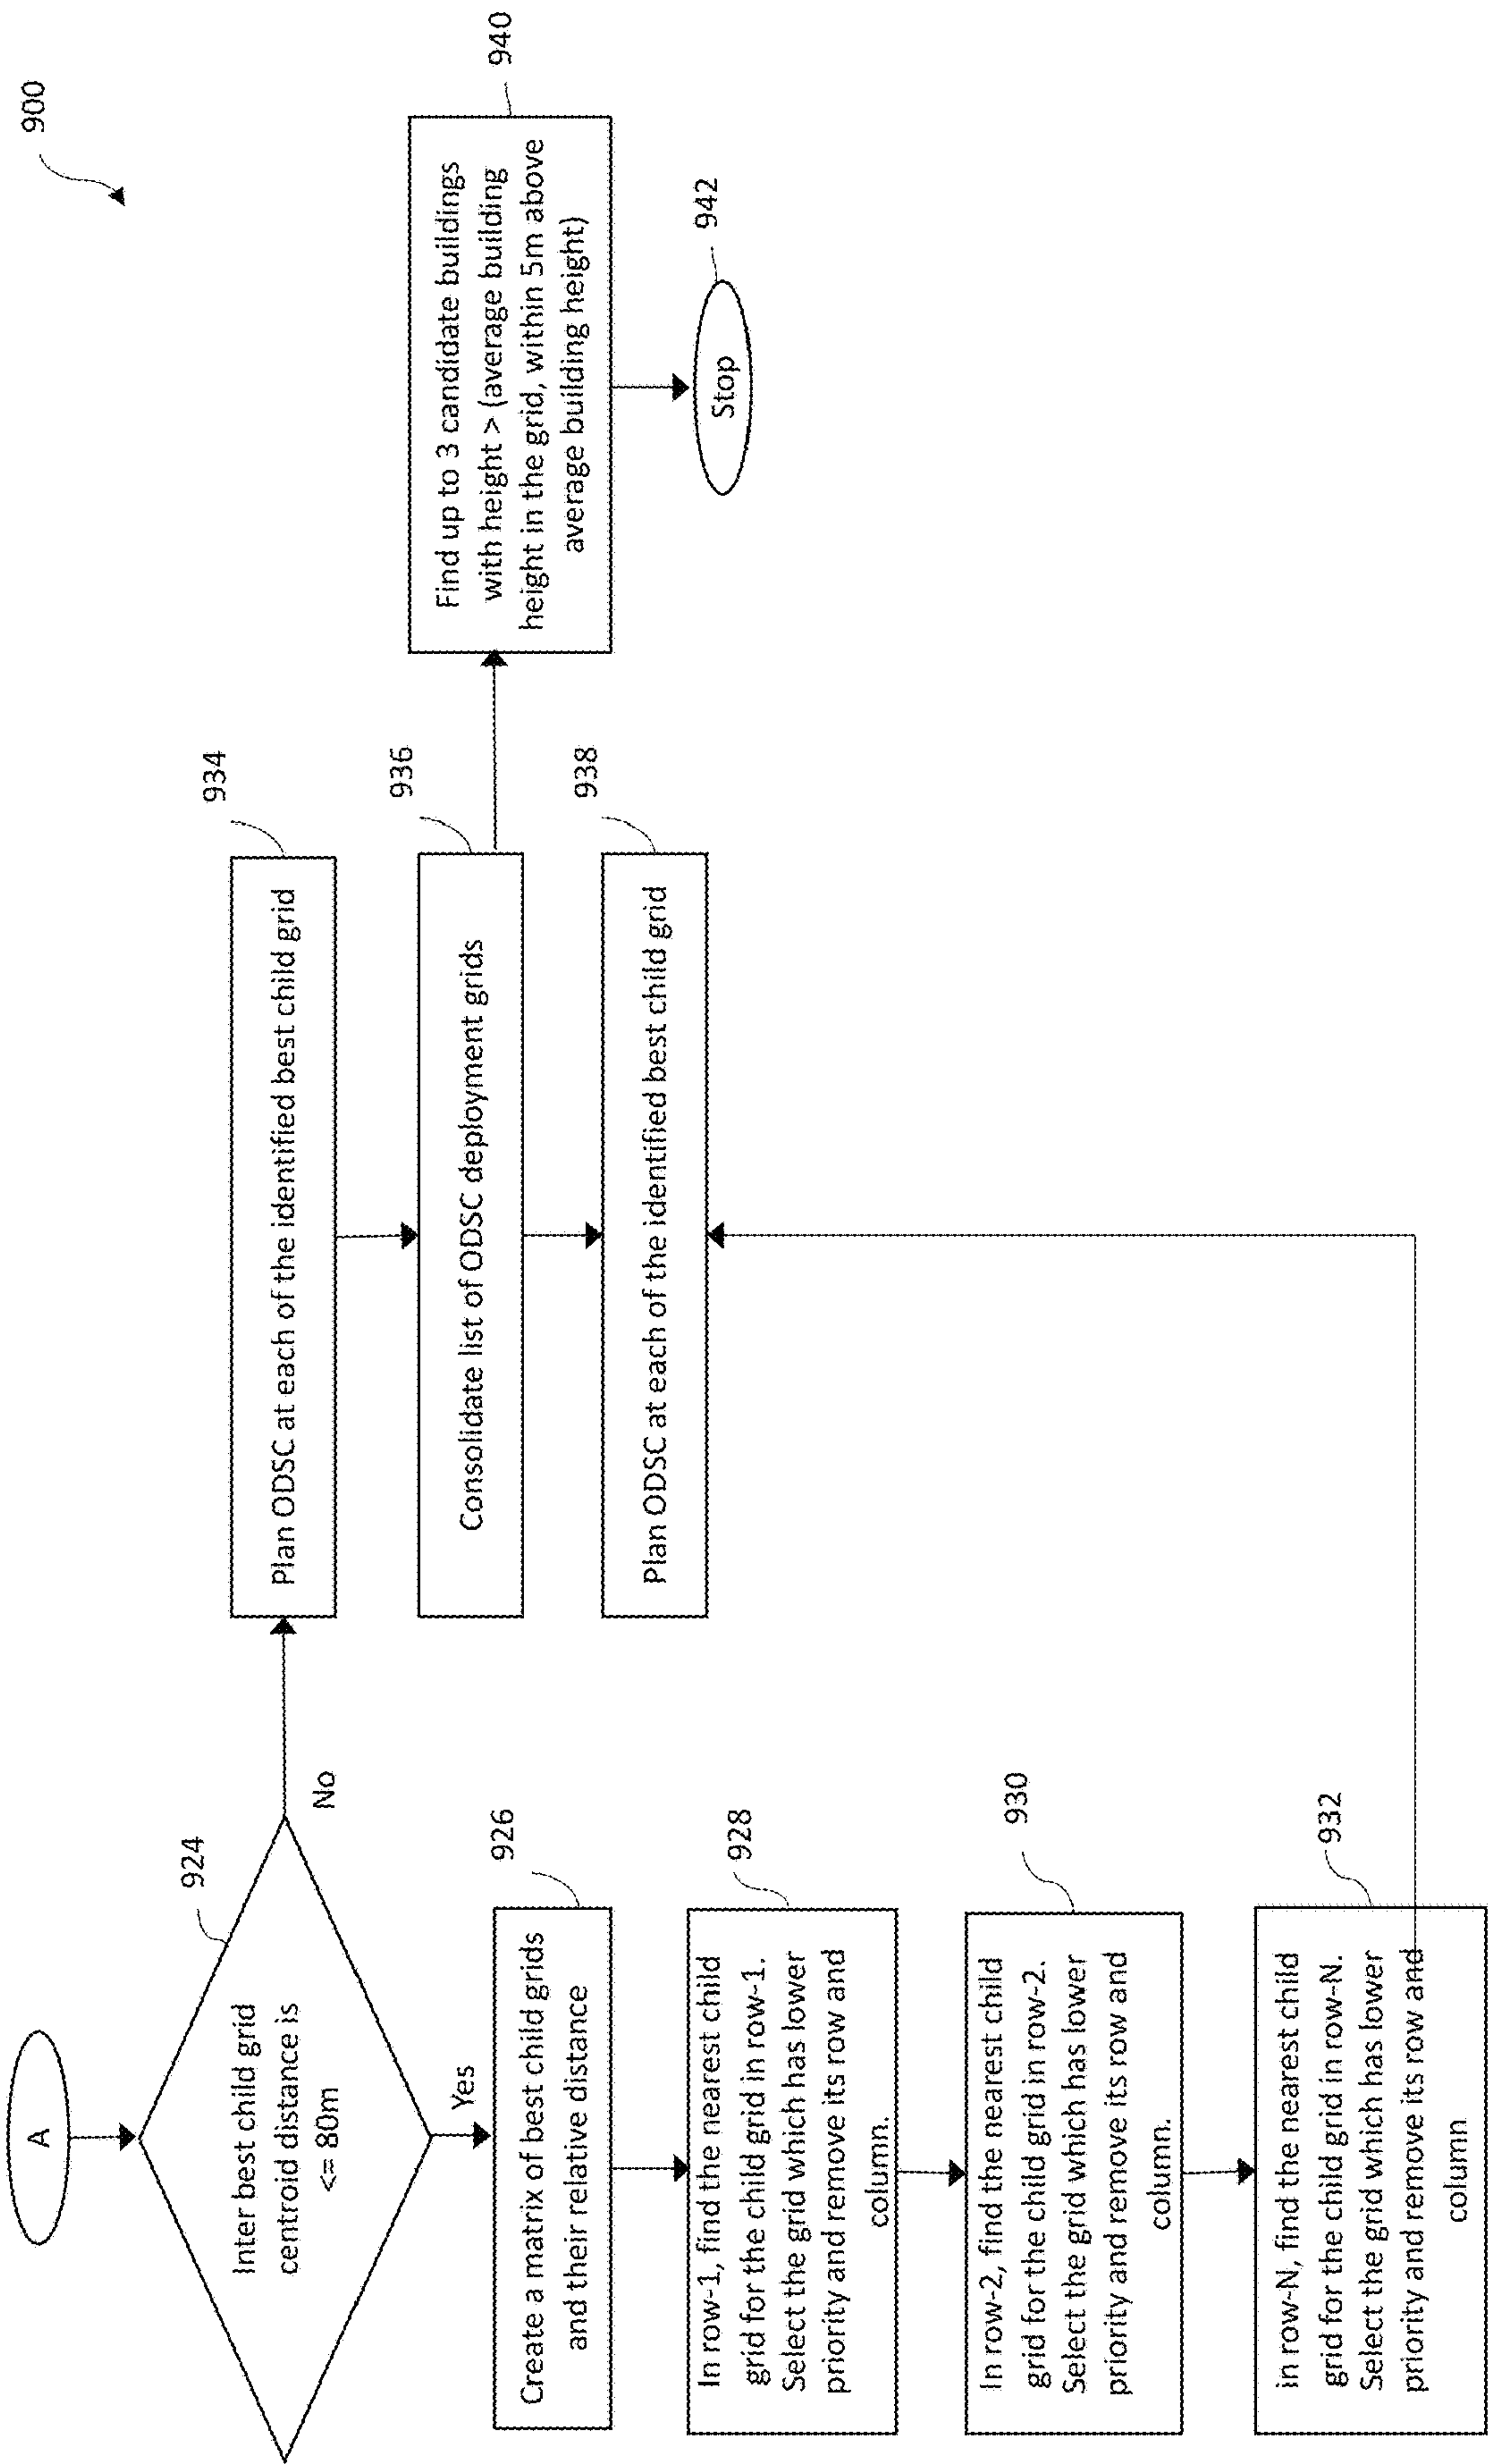 900
A
924
Inter best child grid
centroid distance is
<= 80m
No
Yes
926
Create a matrix of best child grids
and their relative distance
928
In row-1, find the nearest child
grid for the child grid in row-1.
Select the grid which has lower
priority and remove its row and
column.
930
In row-2, find the nearest child
grid for the child grid in row-2.
Select the grid which has lower
priority and remove its row and
column.
932
in row-N, find the nearest child
grid for the child grid in row-N.
Select the grid which has lower
priority and remove its row and
column
934
Plan ODSC at each of the identified best child grid
936
Consolidate list of ODSC deployment grids
938
Plan ODSC at each of the identified best child grid
940
Find up to 3 candidate buildings
with height > (average building
height in the grid, within 5m above
average building height)
942
Stop